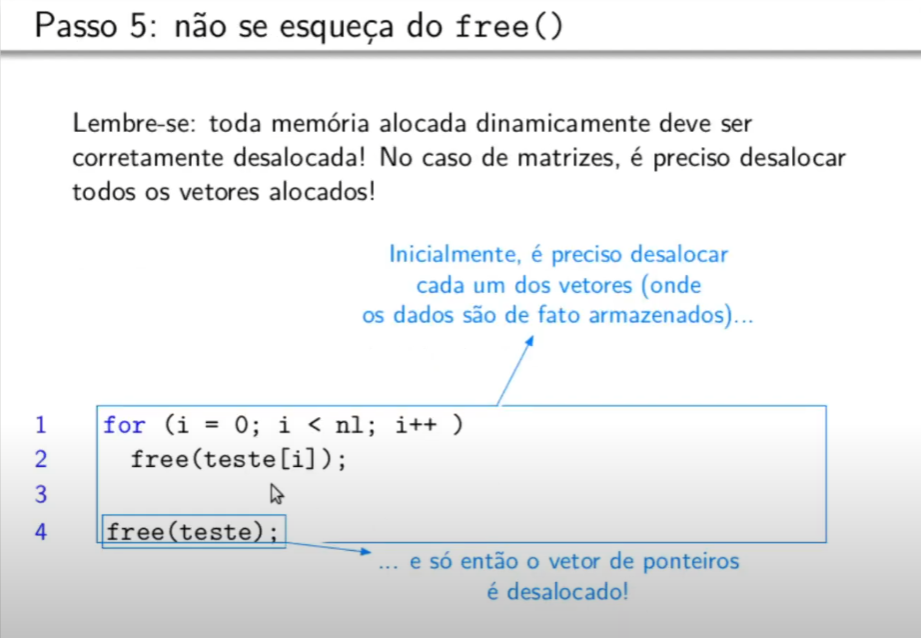 Passo 5: não se esqueça do free()
Lembre-se: toda memória alocada dinamicamente deve ser
corretamente desalocada! No caso de matrizes, é preciso desalocar
todos os vetores alocados!
Inicialmente, é preciso desalocar
cada um dos vetores (onde
os dados são de fato armazenados)...
1 for (i = 0; i < nl; i++ )
2 free(teste[i]);
3
4 free(teste);
... e só então o vetor de ponteiros
é desalocado!